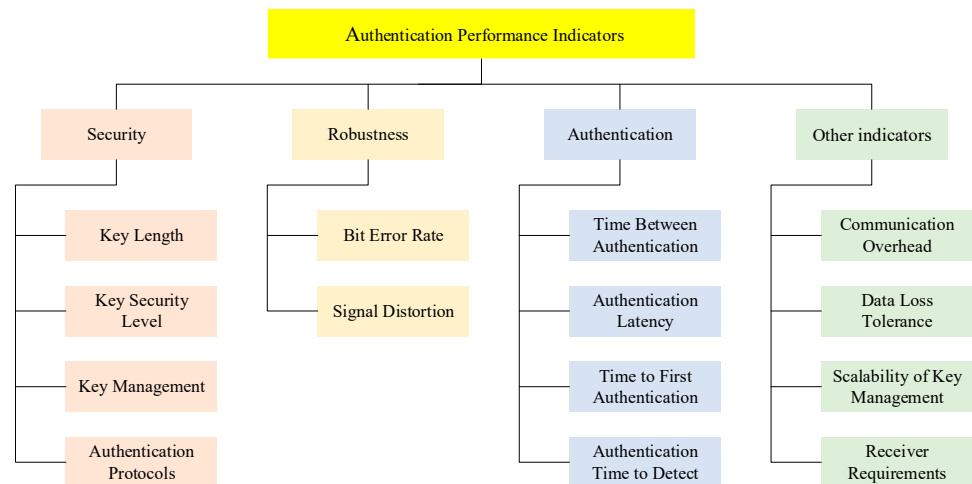 Authentication Performance Indicators
Security
Robustness
Authentication
Other indicators
Key Length
Key Security
Level
Key Management
Authentication
Protocols
Bit Error Rate
Signal Distortion
Time Between
Authentication
Authentication
Latency
Time to First
Authentication
Authentication
Time to Detect
Communication
Overhead
Data Loss
Tolerance
Scalability of Key
Management
Receiver
Requirements